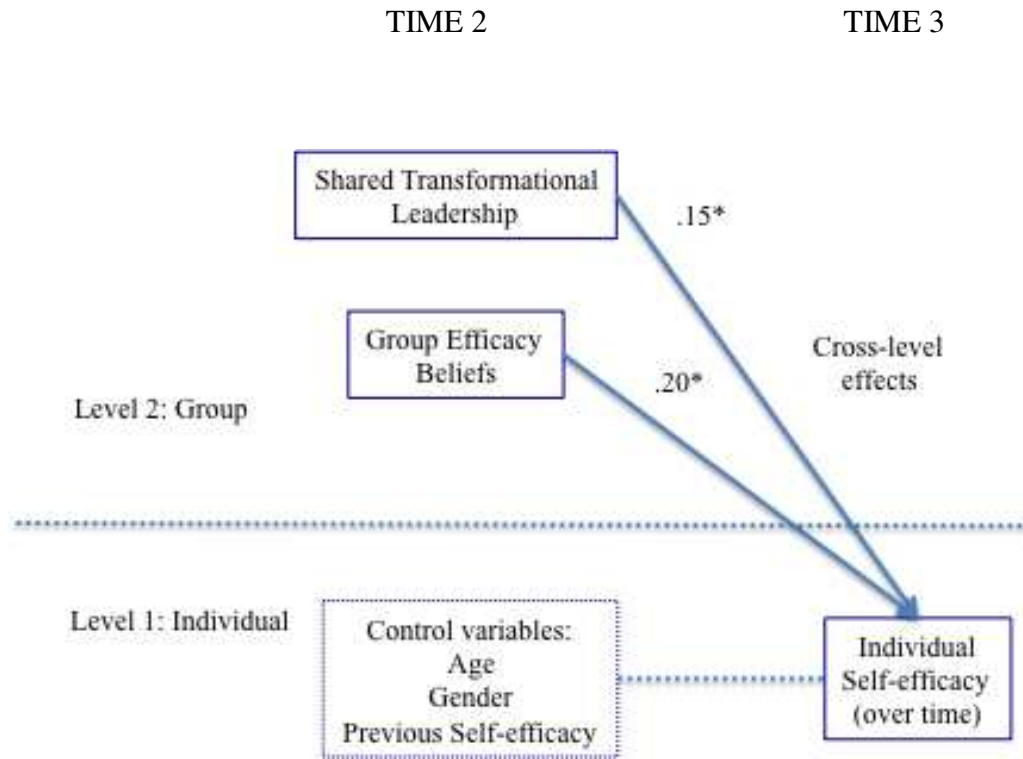 TIME 2
TIME 3
Shared Transformational
Leadership
.15*
Group Efficacy
Beliefs
.20*
Cross-level
effects
Level 2: Group
Level 1: Individual
Control variables:
Age
Gender
Previous Self-efficacy
Individual
Self-efficacy
(over time)